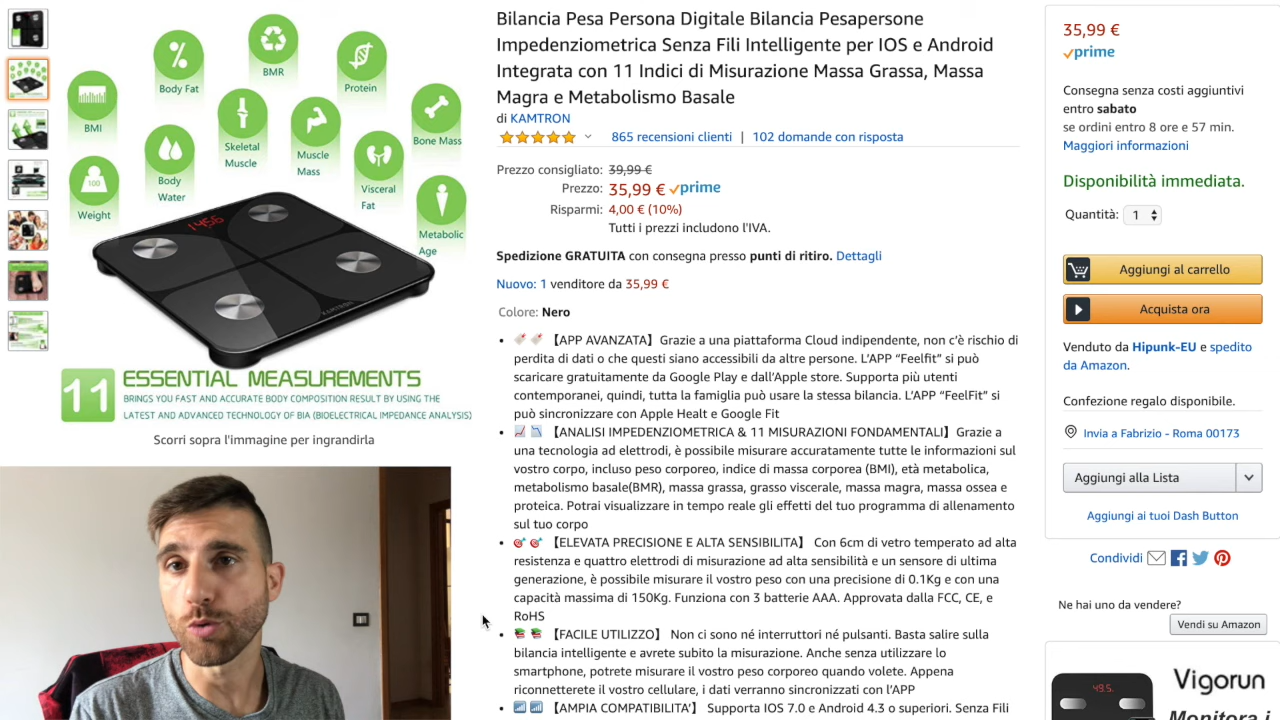 BMI
Body Fat
BMR
Protein
Bone Mass
Weight
100
Body
Water
Skeletal
Muscle
Muscle
Mass
Visceral
Fat
Metabolic
Age
KAMTRON
11 ESSENTIAL MEASUREMENTS
BRINGS YOU FAST AND ACCURATE BODY COMPOSITION RESULT BY USING THE
LATEST AND ADVANCED TECHNOLOGY OF BIA (BIOELECTRICAL IMPEDANCE ANALYSIS)
Scorri sopra l'immagine per ingrandirla
Bilancia Pesa Persona Digitale Bilancia Pesapersone
Impedenziometrica Senza Fili Intelligente per IOS e Android
Integrata con 11 Indici di Misurazione Massa Grassa, Massa
Magra e Metabolismo Basale
di KAMTRON
865 recensioni clienti | 102 domande con risposta
Prezzo consigliato: 39,99 €
Prezzo: 35,99 € prime
Risparmi: 4,00 € (10%)
Tutti i prezzi includono l'IVA.
Spedizione GRATUITA con consegna presso punti di ritiro. Dettagli
Nuovo: 1 venditore da 35,99 €
Colore: Nero
【APP AVANZATA】Grazie a una piattaforma Cloud indipendente, non c'è rischio di
perdita di dati o che questi siano accessibili da altre persone. L'APP “Feelfit” si può
scaricare gratuitamente da Google Play e dall'Apple store. Supporta più utenti
contemporanei, quindi, tutta la famiglia può usare la stessa bilancia. L'APP “FeelFit” si
può sincronizzare con Apple Healt e Google Fit
【ANALISI IMPEDENZIOMETRICA & 11 MISURAZIONI FONDAMENTALI】Grazie a
una tecnologia ad elettrodi, è possibile misurare accuratamente tutte le informazioni sul
vostro corpo, incluso peso corporeo, indice di massa corporea (BMI), età metabolica,
metabolismo basale(BMR), massa grassa, grasso viscerale, massa magra, massa ossea e
proteica. Potrai visualizzare in tempo reale gli effetti del tuo programma di allenamento
sul tuo corpo
【ELEVATA PRECISIONE E ALTA SENSIBILITA】 Con 6cm di vetro temperato ad alta
resistenza e quattro elettrodi di misurazione ad alta sensibilità e un sensore di ultima
generazione, è possibile misurare il vostro peso con una precisione di 0.1Kg e con una
capacità massima di 150Kg. Funziona con 3 batterie AAA. Approvata dalla FCC, CE, e
RoHS
【FACILE UTILIZZO】 Non ci sono né interruttori né pulsanti. Basta salire sulla
bilancia intelligente e avrete subito la misurazione. Anche senza utilizzare lo
smartphone, potrete misurare il vostro peso corporeo quando volete. Appena
riconnetterete il vostro cellulare, i dati verranno sincronizzati con l'APP
【AMPIA COMPATIBILITA'】 Supporta IOS 7.0 e Android 4.3 o superiori. Senza Fili
35,99 €
prime
Consegna senza costi aggiuntivi
entro sabato
se ordini entro 8 ore e 57 min.
Maggiori informazioni
Disponibilità immediata.
Quantità: 1
Aggiungi al carrello
Acquista ora
Venduto da Hipunk-EU e spedito
da Amazon.
Confezione regalo disponibile.
Invia a Fabrizio - Roma 00173
Aggiungi alla Lista
Aggiungi ai tuoi Dash Button
Condividi
Ne hai uno da vendere?
Vendi su Amazon
49.5.
Vigorun
Monitora i